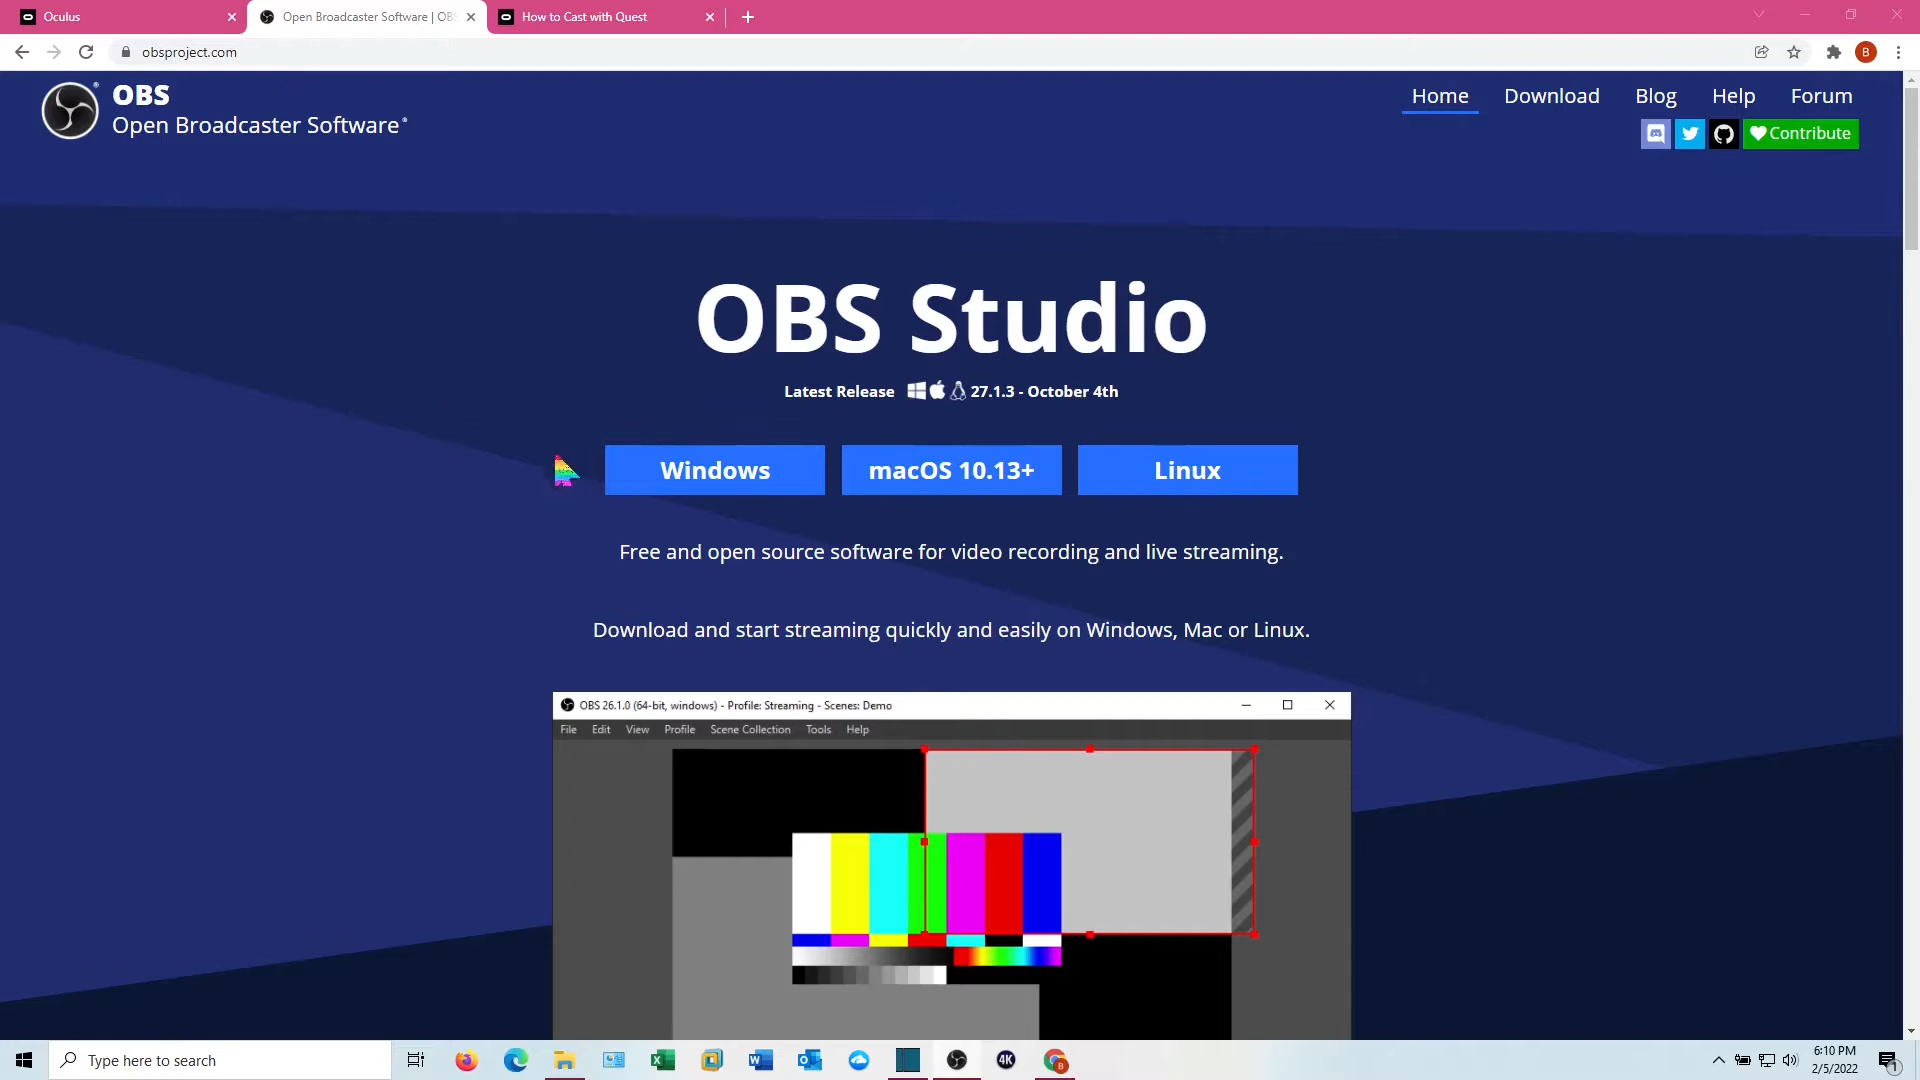 Oculus
Open Broadcaster Software | OBS
How to Cast with Quest
obsproject.com
B
OBS
Open Broadcaster Software®
Home
Download
Blog
Help
Forum
Contribute
OBS Studio
Latest Release 27.1.3 - October 4th
Windows
macOS 10.13+
Linux
Free and open source software for video recording and live streaming.
Download and start streaming quickly and easily on Windows, Mac or Linux.
OBS 26.1.0 (64-bit, windows) - Profile: Streaming - Scenes: Demo
File
Edit
View
Profile
Scene Collection
Tools
Help
Type here to search
4K
B
6:10 PM
2/5/2022
1